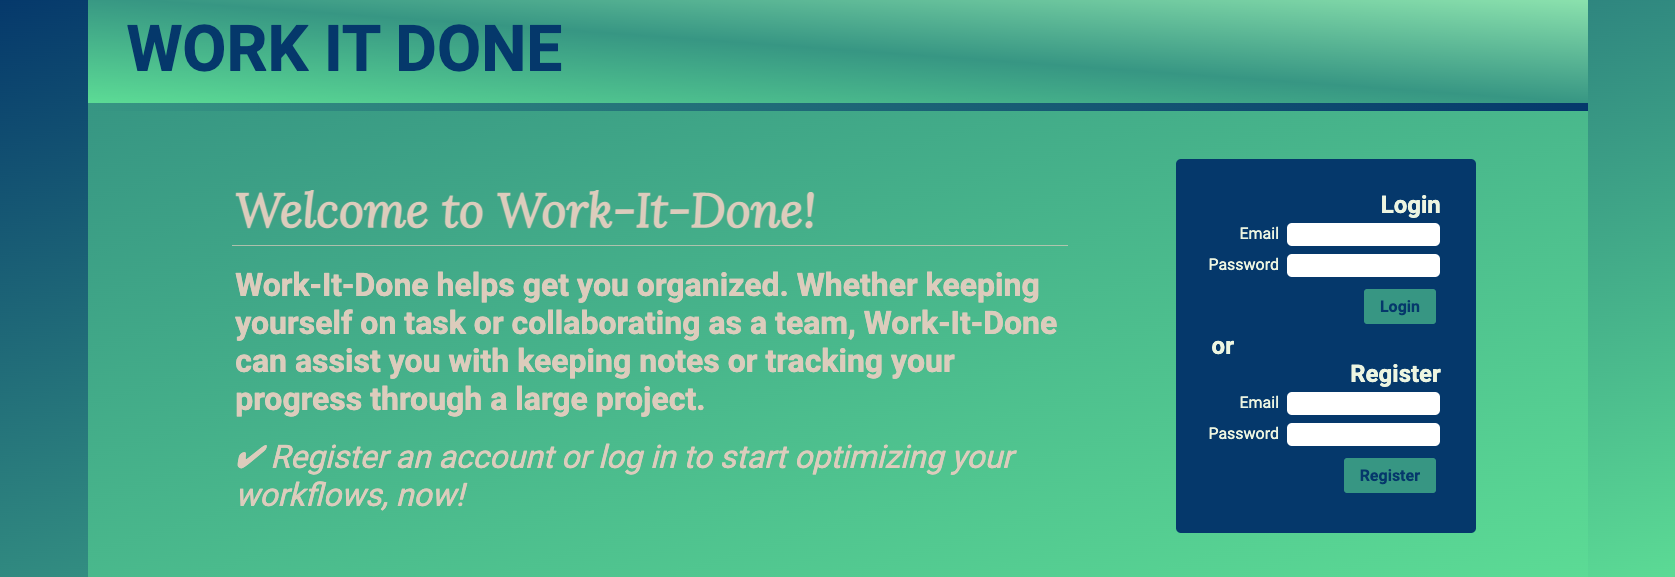 WORK IT DONE
Welcome to Work-It-Done!
Work-It-Done helps get you organized. Whether keeping
yourself on task or collaborating as a team, Work-It-Done
can assist you with keeping notes or tracking your
progress through a large project.
✔ Register an account or log in to start optimizing your
workflows, now!
Login
Email
Password
Login
or
Register
Email
Password
Register